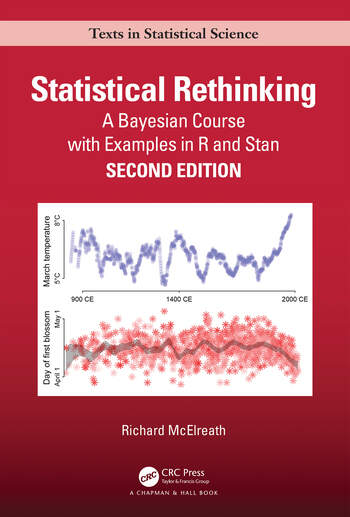 Texts in Statistical Science
Statistical Rethinking
A Bayesian Course
with Examples in R and Stan
SECOND EDITION
March temperature
8°C
5°C
900 CE
1400 CE
2000 CE
Day of first blossom
May 1
April 1
Richard McElreath
CRC
CRC Press
Taylor & Francis Group
A CHAPMAN & HALL BOOK